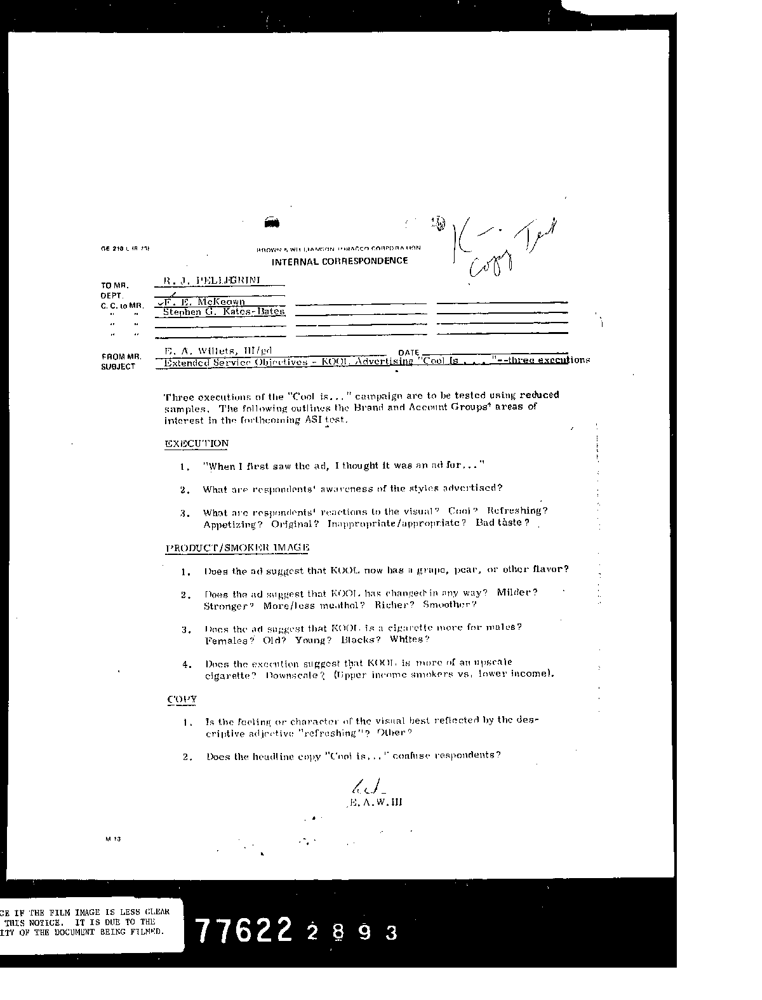 K-. Test
Copy
GE 210 L (R 75)
BROWN & WILLIAMSON TOBACCO CORPORATION
INTERNAL CORRESPONDENCE
TO MR. R. J. PELLEGRINI
DEPT.
C. C. to MR. F. E. McKeown
" " Stephen G. Kates-Bates
" "
" "
FROM MR. E. A. Willets, III/gd DATE
SUBJECT Extended Service Objectives - KOOL Advertising "Cool Is . . . "--three executions
Three executions of the "Cool is..." campaign are to be tested using reduced
samples. The following outlines the Brand and Account Groups' areas of
interest in the forthcoming ASI test.
EXECUTION
1. "When I first saw the ad, I thought it was an ad for..."
2. What are respondents' awareness of the styles advertised?
3. What are respondents' reactions to the visual? Cool? Refreshing?
Appetizing? Original? Inappropriate/appropriate? Bad taste?
PRODUCT/SMOKER IMAGE
1. Does the ad suggest that KOOL now has a grape, pear, or other flavor?
2. Does the ad suggest that KOOL has changed in any way? Milder?
Stronger? More/less menthol? Richer? Smoother?
3. Does the ad suggest that KOOL is a cigarette more for males?
Females? Old? Young? Blacks? Whites?
4. Does the execution suggest that KOOL is more of an upscale
cigarette? Downscale? (Upper income smokers vs. lower income).
COPY
1. Is the feeling or character of the visual best reflected by the des-
criptive adjective "refreshing"? Other?
2. Does the headline copy "Cool is..." confuse respondents?
E. A. W. III
M 13
CE IF THE FILM IMAGE IS LESS CLEAR
THIS NOTICE. IT IS DUE TO THE
ITY OF THE DOCUMENT BEING FILMED.
77622 2893